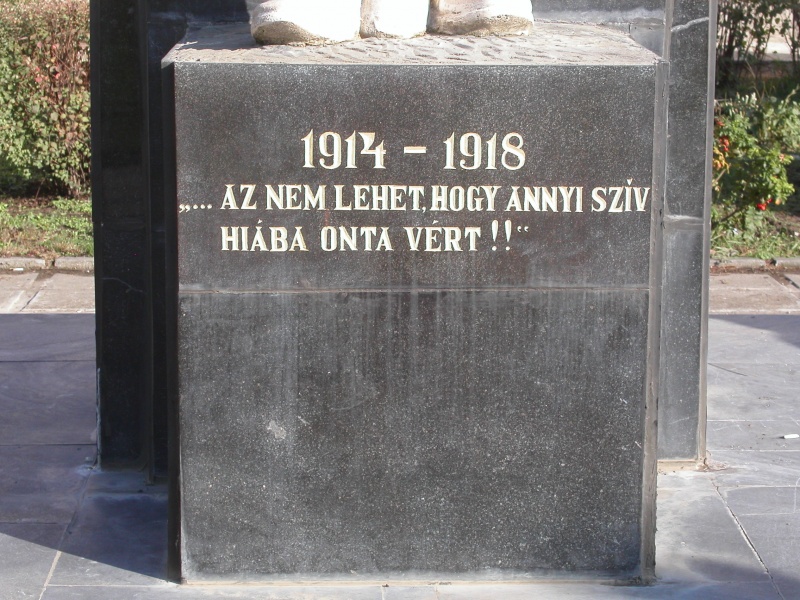 1914 – 1918
„... AZ NEM LEHET, HOGY ANNYI SZÍV
HIÁBA ONTA VÉRT!!“